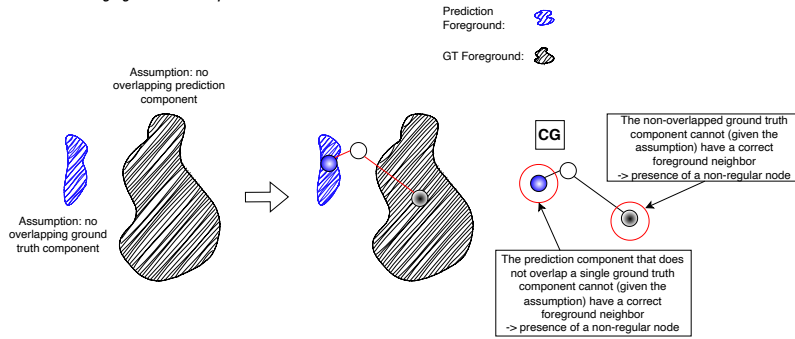 Prediction
Foreground:
GT Foreground:
Assumption: no
overlapping prediction
component
Assumption: no
overlapping ground
truth component
CG
The non-overlapped ground truth
component cannot (given the
assumption) have a correct
foreground neighbor
-> presence of a non-regular node
The prediction component that does
not overlap a single ground truth
component cannot (given the
assumption) have a correct
foreground neighbor
-> presence of a non-regular node